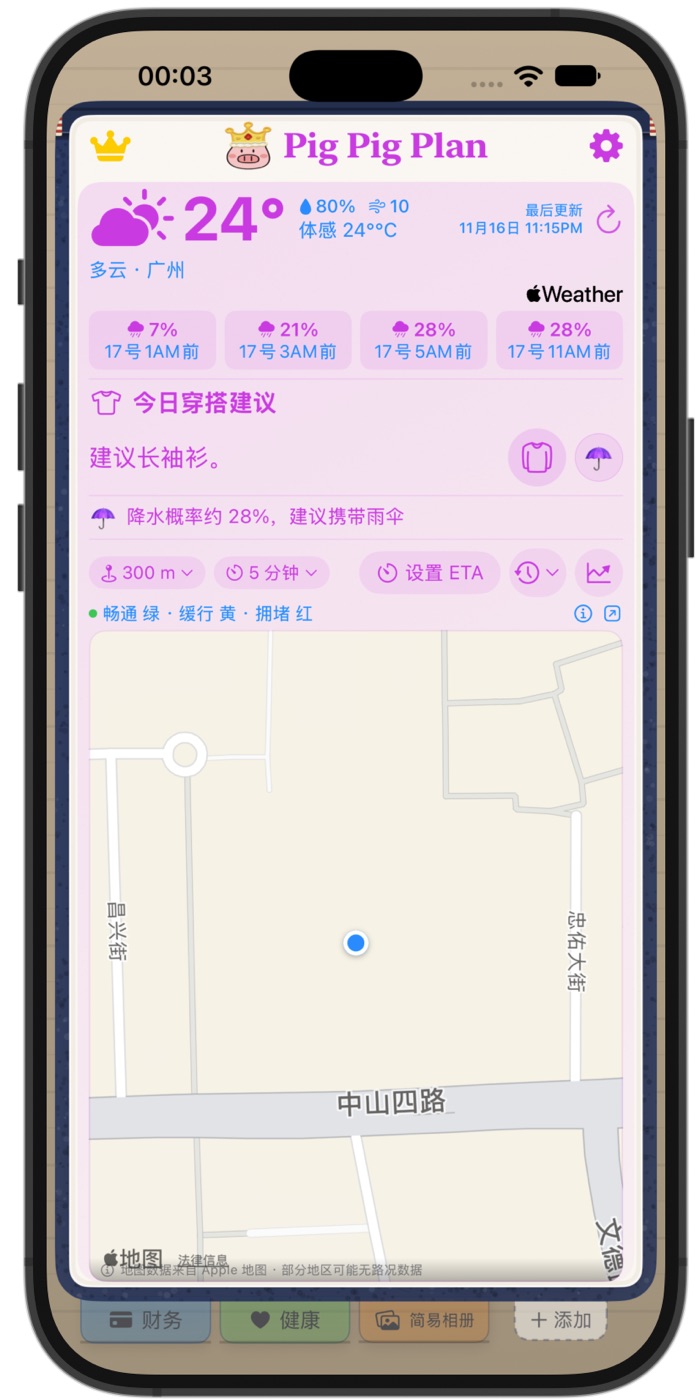 00:03
Pig Pig Plan
24° 80% 10
体感 24°°C
最后更新
11月16日 11:15PM
多云 · 广州
Weather
7%
17号1AM前
21%
17号3AM前
28%
17号5AM前
28%
17号11AM前
今日穿搭建议
建议长袖衫。
降水概率约 28%，建议携带雨伞
300 m
5 分钟
设置 ETA
畅通 绿 · 缓行 黄 · 拥堵 红
昌兴街
忠佑大街
中山四路
文德
地图 法律信息
地图数据来自 Apple 地图 · 部分地区可能无路况数据
财务
健康
简易相册
+ 添加